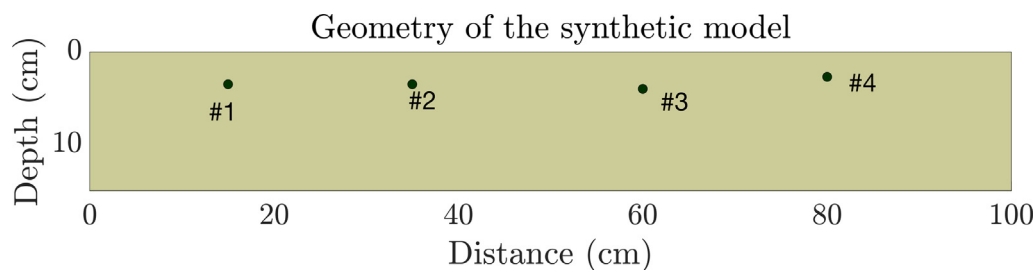 Geometry of the synthetic model
Depth (cm)
0
10
#1
#2
#3
#4
0 20 40 60 80 100
Distance (cm)